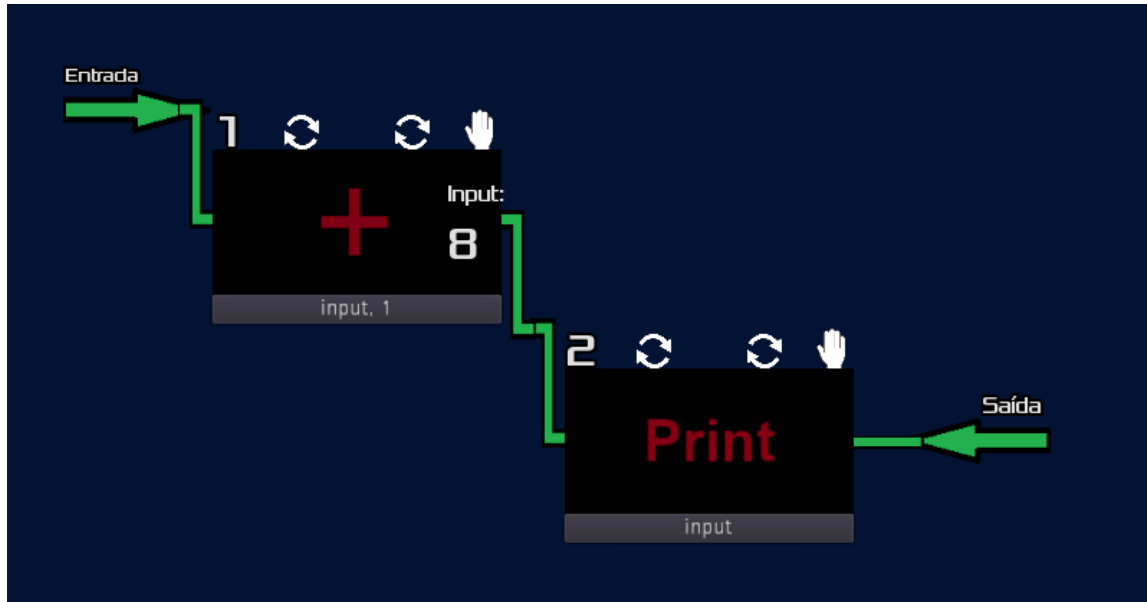 Entrada
1
+
Input:
8
input, 1
2
Print
input
Saída